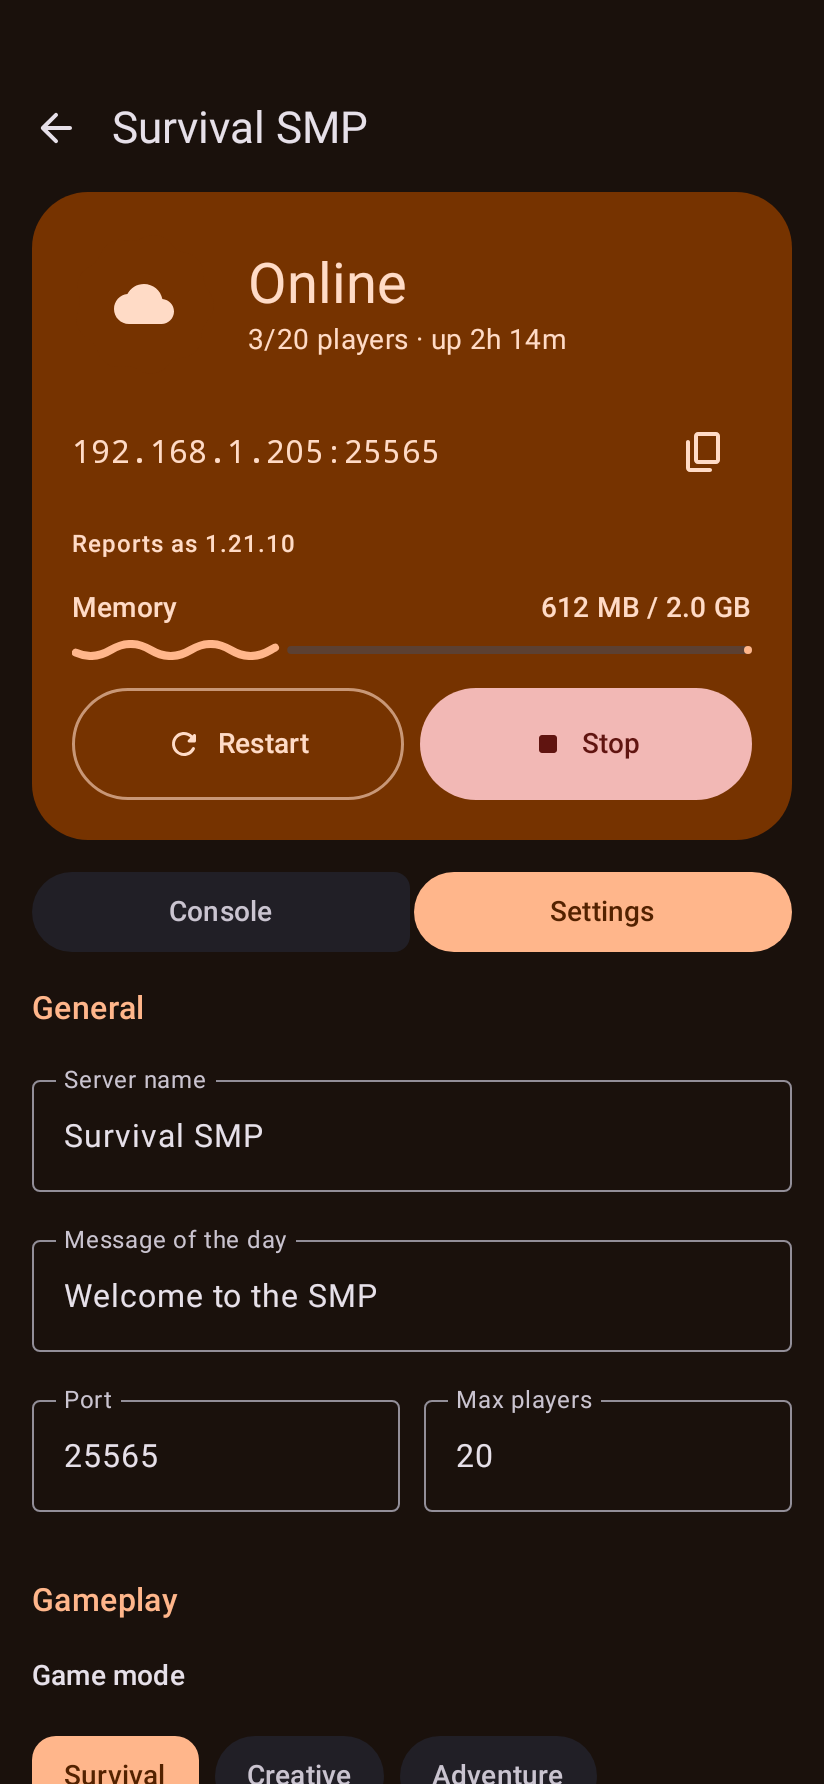 Survival SMP
Online
3/20 players · up 2h 14m
192.168.1.205:25565
Reports as 1.21.10
Memory 612 MB / 2.0 GB
Restart Stop
Console Settings
General
Server name
Survival SMP
Message of the day
Welcome to the SMP
Port Max players
25565 20
Gameplay
Game mode
Survival Creative Adventure